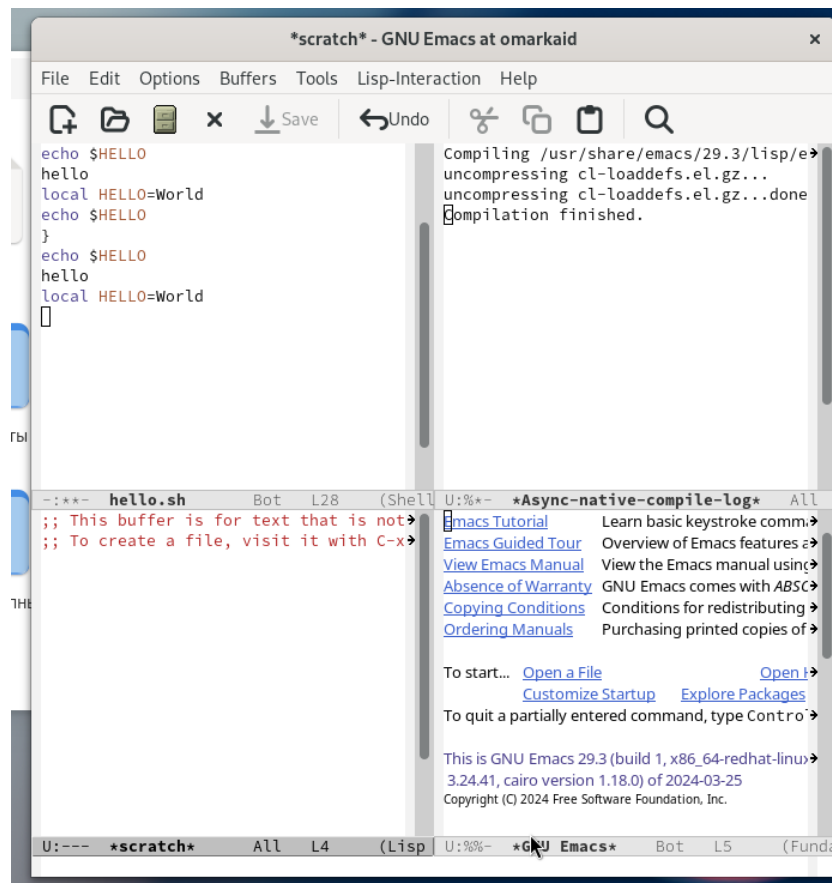 *scratch* - GNU Emacs at omarkaid
File Edit Options Buffers Tools Lisp-Interaction Help
Save Undo
echo $HELLO
hello
local HELLO=World
echo $HELLO
}
echo $HELLO
hello
local HELLO=World
-:**- hello.sh Bot L28 (Shell
Compiling /usr/share/emacs/29.3/lisp/e
uncompressing cl-loaddefs.el.gz...
uncompressing cl-loaddefs.el.gz...done
Compilation finished.
U:%*- *Async-native-compile-log* All
;; This buffer is for text that is not
;; To create a file, visit it with C-x
U:--- *scratch* All L4 (Lisp
Emacs Tutorial Learn basic keystroke comm
Emacs Guided Tour Overview of Emacs features
View Emacs Manual View the Emacs manual using
Absence of Warranty GNU Emacs comes with ABSO
Copying Conditions Conditions for redistributing
Ordering Manuals Purchasing printed copies of
To start... Open a File Open
Customize Startup Explore Packages
To quit a partially entered command, type Contro
This is GNU Emacs 29.3 (build 1, x86_64-redhat-linux
3.24.41, cairo version 1.18.0) of 2024-03-25
Copyright (C) 2024 Free Software Foundation, Inc.
U:%%- *GNU Emacs* Bot L5 (Funda
ты